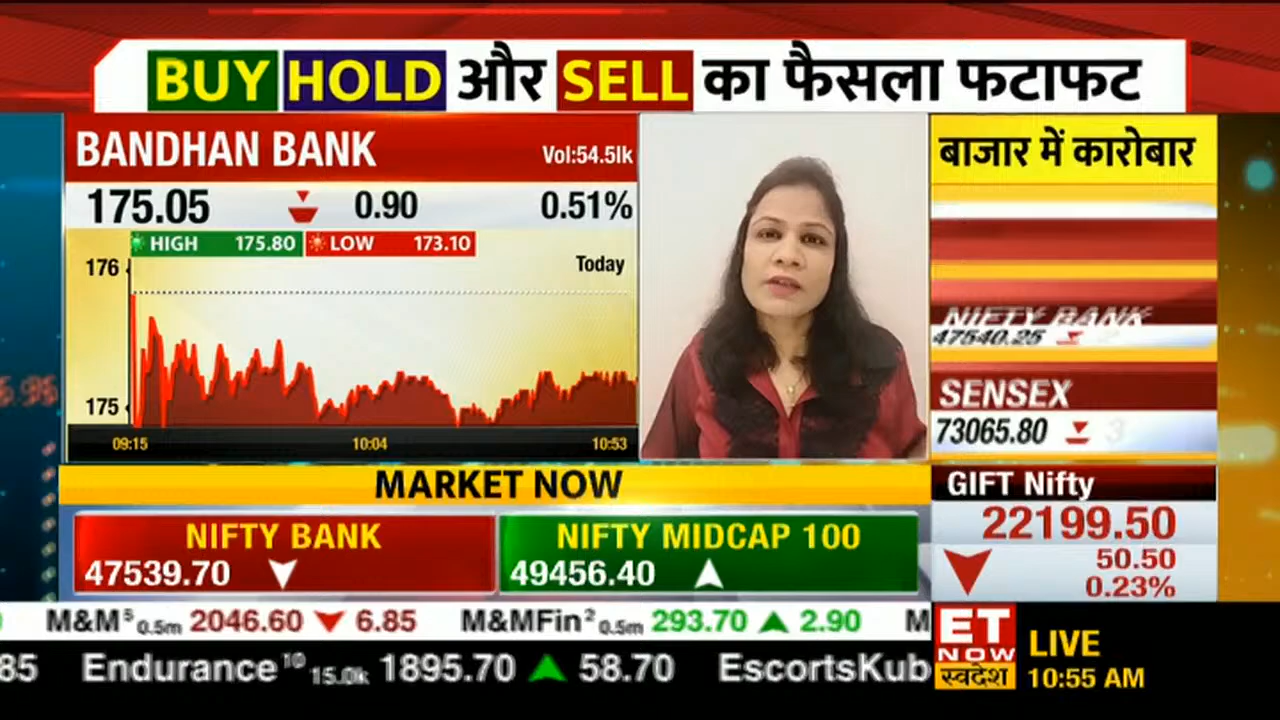 BUY HOLD और SELL का फैसला फटाफट
BANDHAN BANK
Vol:54.5lk
175.05 0.90 0.51%
HIGH 175.80 LOW 173.10
Today
176
175
09:15 10:04 10:53
बाजार में कारोबार
NIFTY BANK
47540.25
SENSEX
73065.80
MARKET NOW
NIFTY BANK
47539.70
NIFTY MIDCAP 100
49456.40
GIFT Nifty
22199.50
50.50
0.23%
M&M⁵ 0.5m 2046.60 6.85 M&MFin² 0.5m 293.70 2.90 M
85 Endurance¹⁰ 15.0k 1895.70 58.70 EscortsKub
ET
NOW
स्वदेश
LIVE
10:55 AM